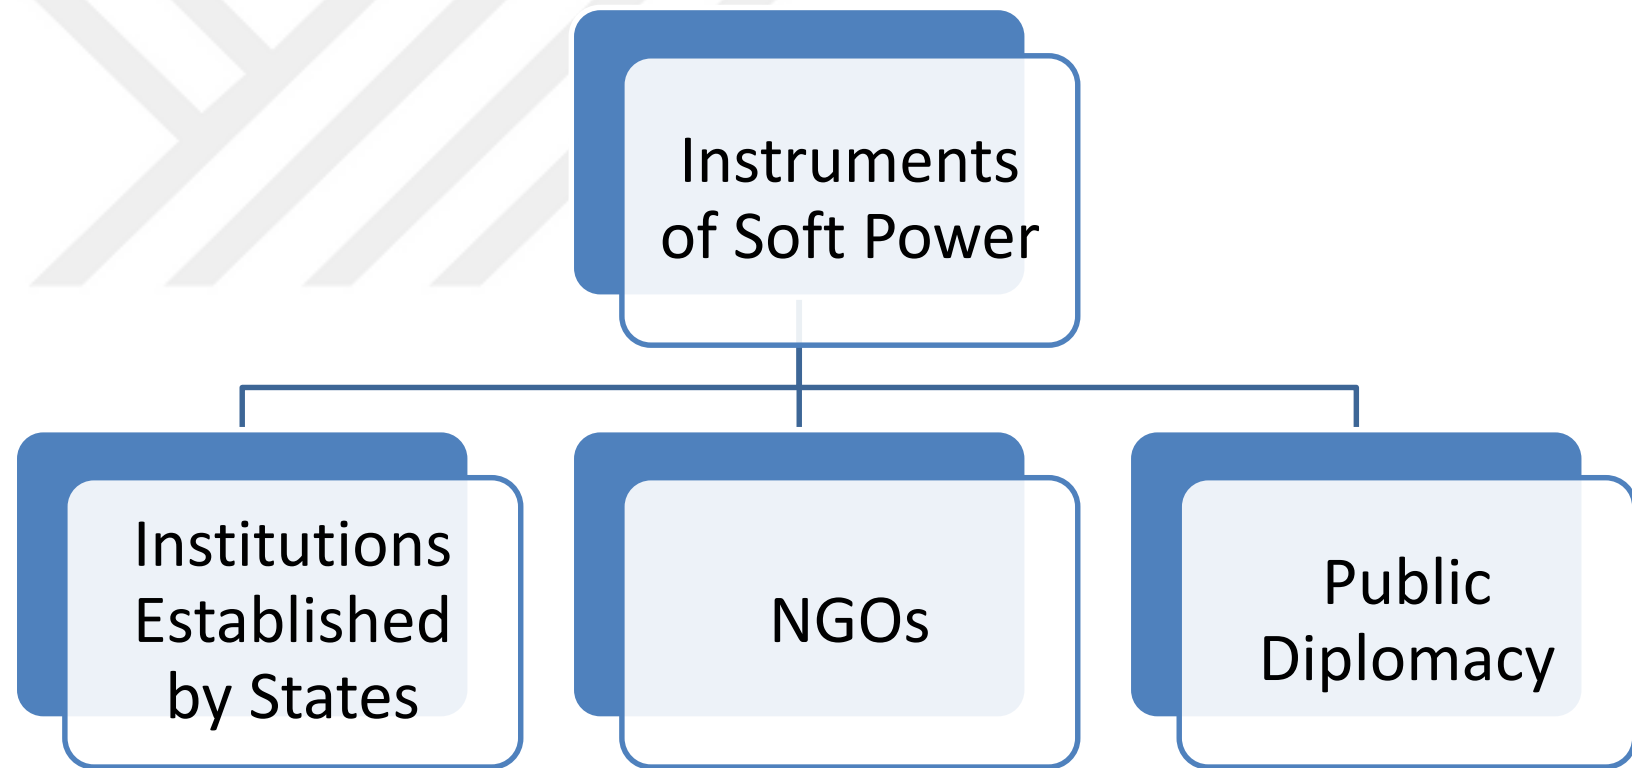 Instruments
of Soft Power
Institutions
Established
by States
NGOs
Public
Diplomacy